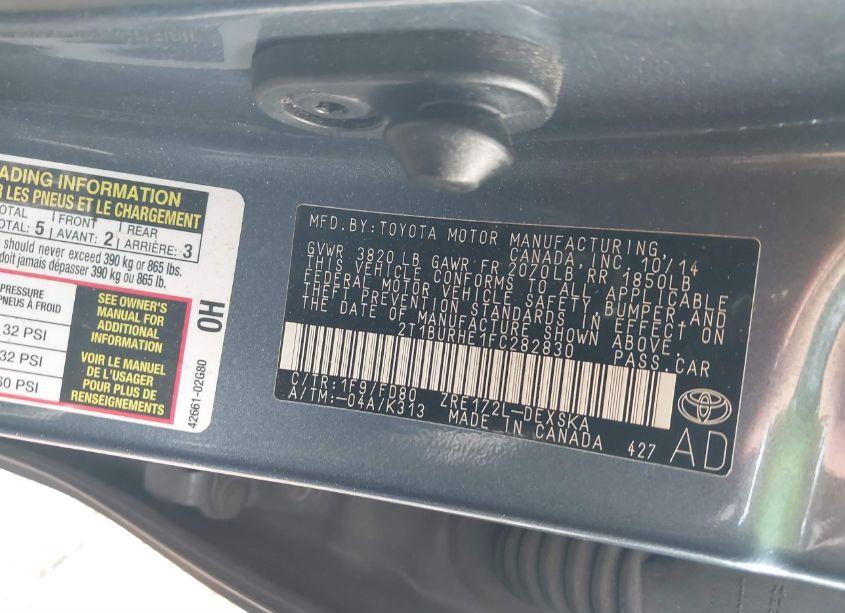 ADING INFORMATION
R LES PNEUS ET LE CHARGEMENT
TOTAL FRONT REAR
TOTAL: 5 AVANT: 2 ARRIÈRE: 3
should never exceed 390 kg or 865 lbs.
doit jamais dépasser 390 kg ou 865 lb.
PRESSURE
PNEUS À FROID
32 PSI
32 PSI
60 PSI
SEE OWNER'S
MANUAL FOR
ADDITIONAL
INFORMATION
VOIR LE MANUEL
DE L'USAGER
POUR PLUS DE
RENSEIGNEMENTS
OH
42661-02G80
MFD.BY:TOYOTA MOTOR MANUFACTURING,
CANADA, INC. 10/14
GVWR 3820 LB GAWR FR 2070LB RR 1850LB
THIS VEHICLE CONFORMS TO ALL APPLICABLE
FEDERAL MOTOR VEHICLE SAFETY,BUMPER,AND
THEFT PREVENTION STANDARDS IN EFFECT ON
THE DATE OF MANUFACTURE SHOWN ABOVE.
2T1BURHE1FC282830 PASS.CAR
C/TR:1F9/FD80 ZRE172L-DEXSKA
A/TM:-04A/K313 MADE IN CANADA 427
AD